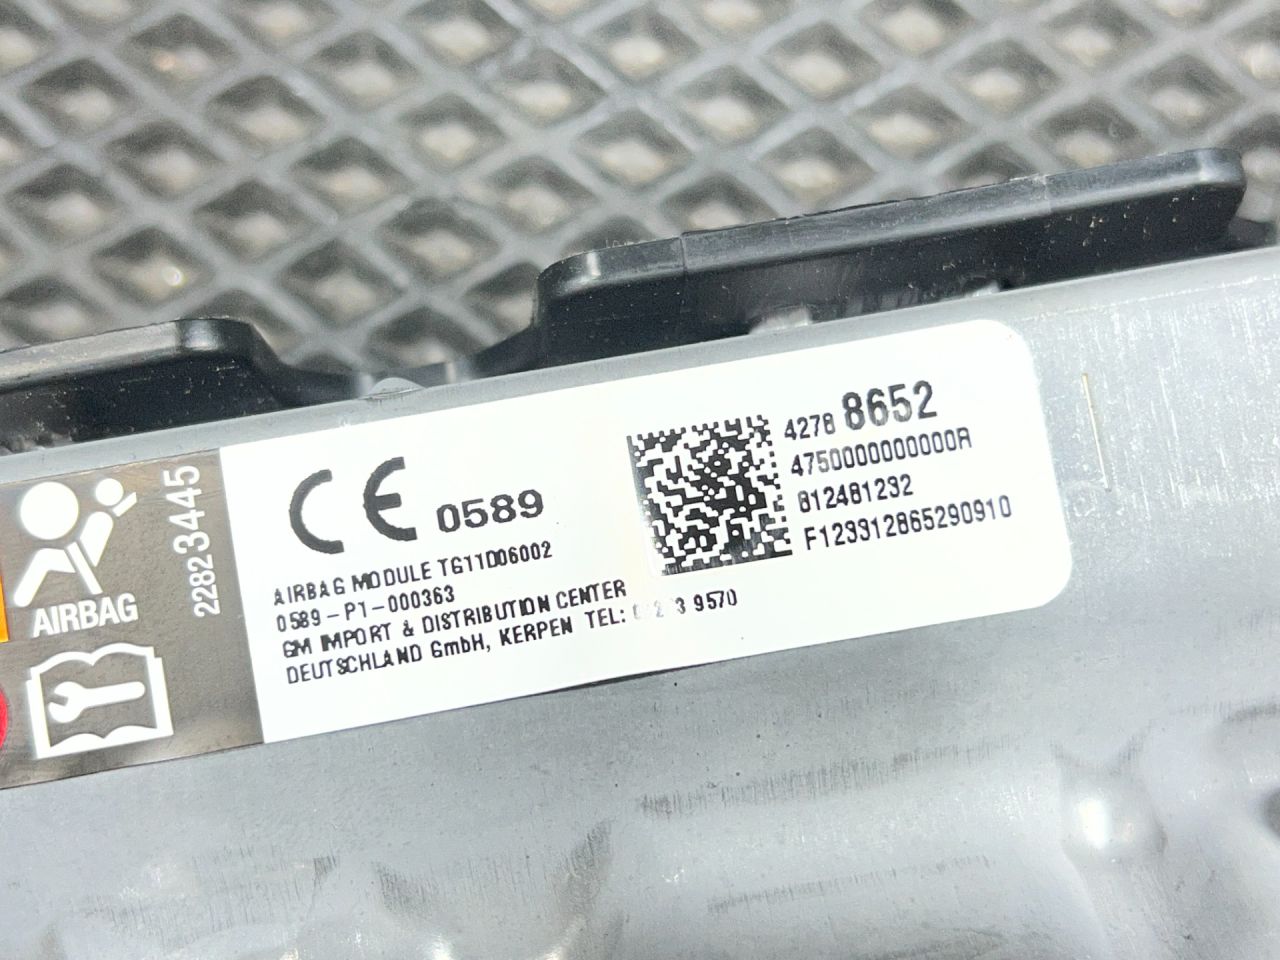 AIRBAG
22823445
CE 0589
AIRBAG MODULE TG11D06002
0589-P1-000363
GM IMPORT & DISTRIBUTION CENTER
DEUTSCHLAND GmbH, KERPEN TEL: 9570
4278 8652
4750000000000R
812481232
F123312865290910